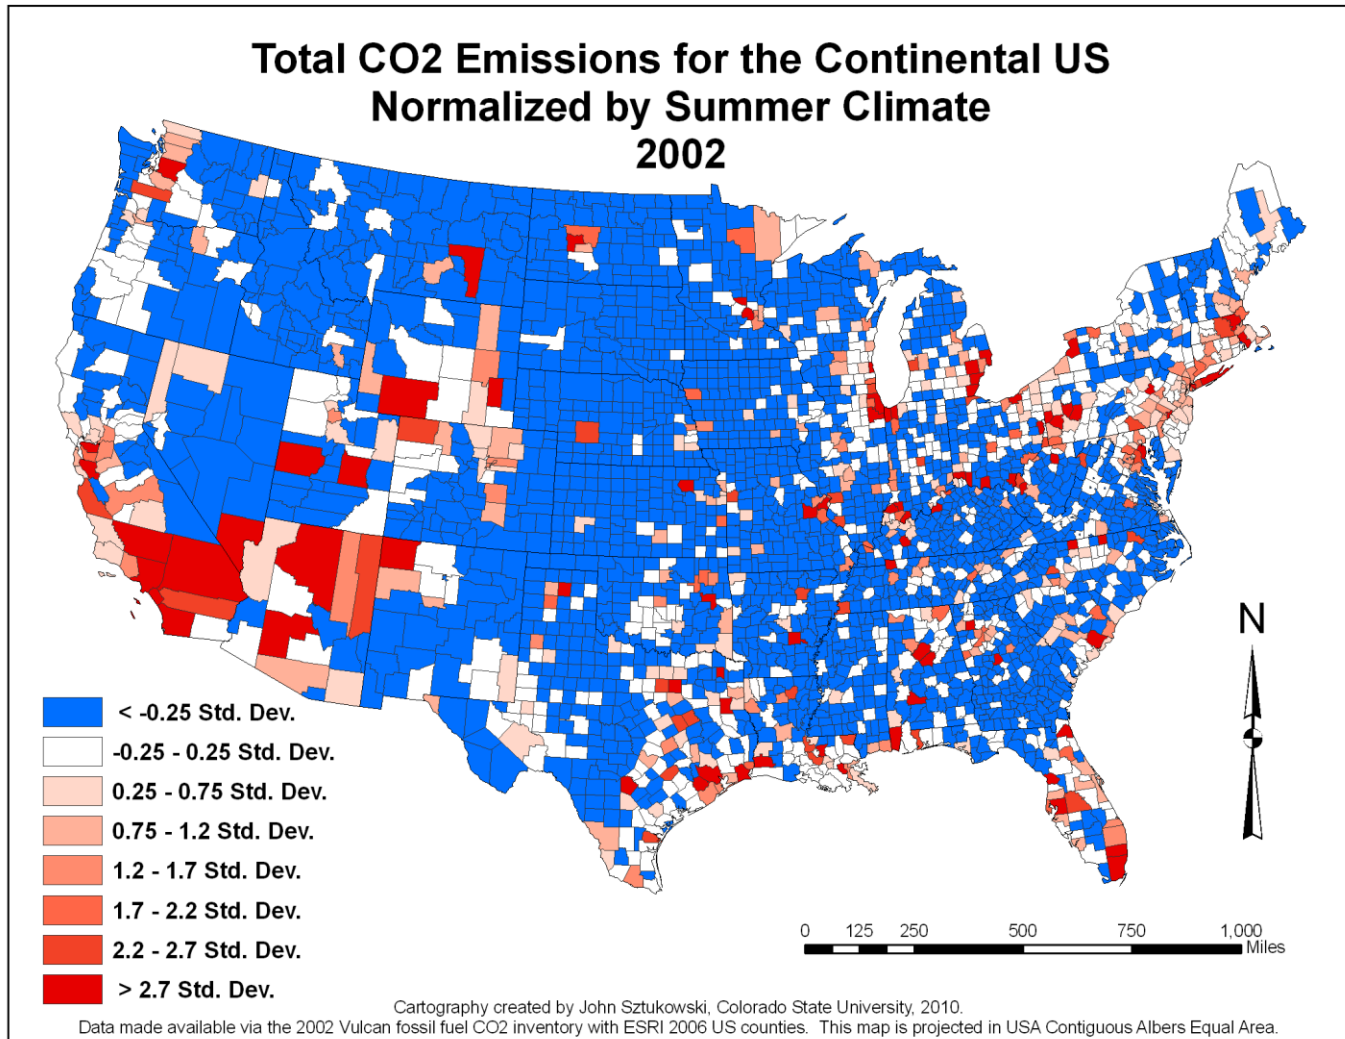 Total CO2 Emissions for the Continental US
Normalized by Summer Climate
2002
N
< -0.25 Std. Dev.
-0.25 - 0.25 Std. Dev.
0.25 - 0.75 Std. Dev.
0.75 - 1.2 Std. Dev.
1.2 - 1.7 Std. Dev.
1.7 - 2.2 Std. Dev.
2.2 - 2.7 Std. Dev.
> 2.7 Std. Dev.
0 125 250 500 750 1,000
Miles
Cartography created by John Sztukowski, Colorado State University, 2010.
Data made available via the 2002 Vulcan fossil fuel CO2 inventory with ESRI 2006 US counties. This map is projected in USA Contiguous Albers Equal Area.